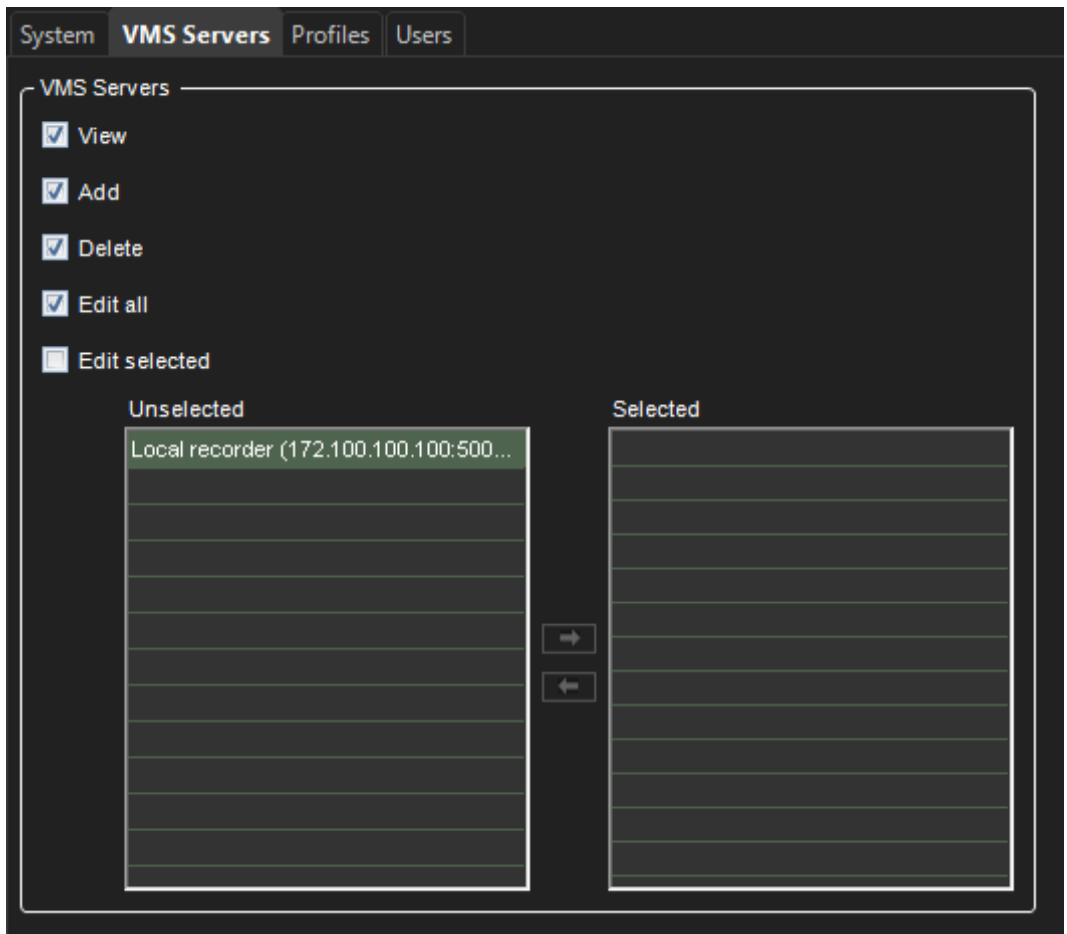 System VMS Servers Profiles Users
VMS Servers
View
Add
Delete
Edit all
Edit selected
Unselected Selected
Local recorder (172.100.100.100:500...